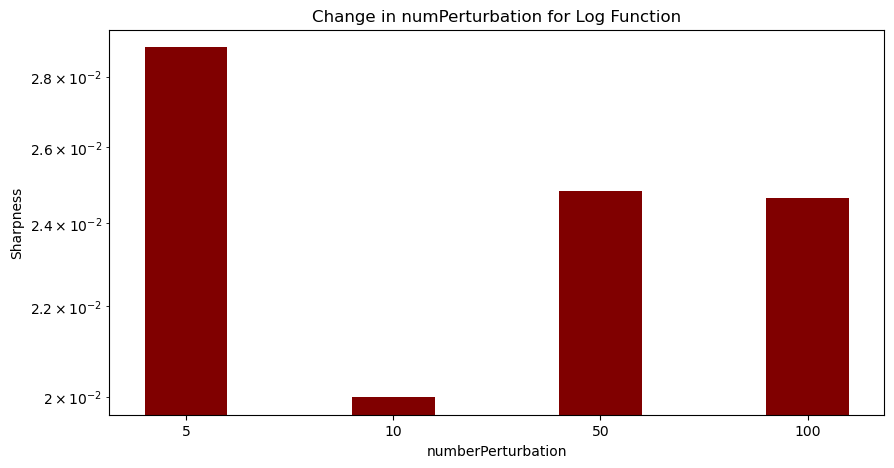 Change in numPerturbation for Log Function
Sharpness
2.8 × 10⁻²
2.6 × 10⁻²
2.4 × 10⁻²
2.2 × 10⁻²
2 × 10⁻²
5 10 50 100
numberPerturbation